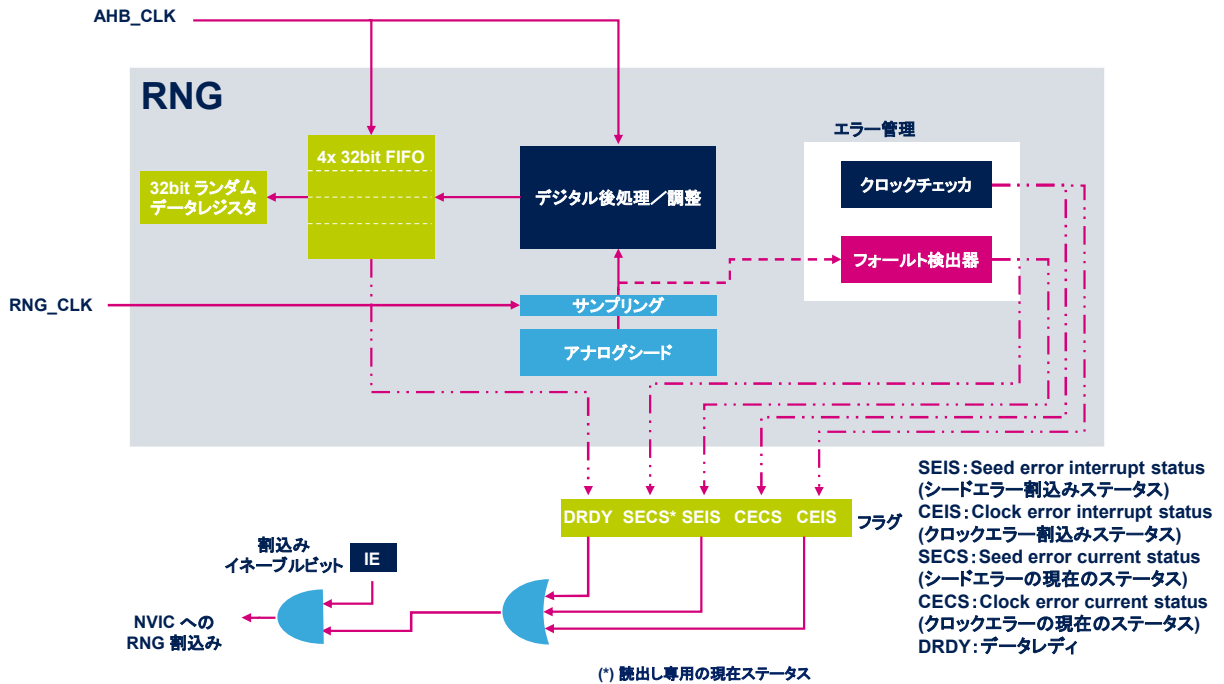 AHB_CLK
RNG
エラー管理
4x 32bit FIFO
クロックチェッカ
32bit ランダム
データレジスタ
デジタル後処理／調整
フォールト検出器
RNG_CLK
サンプリング
アナログシード
SEIS：Seed error interrupt status
(シードエラー割込みステータス)
CEIS：Clock error interrupt status
(クロックエラー割込みステータス)
SECS：Seed error current status
(シードエラーの現在のステータス)
CECS：Clock error current status
(クロックエラーの現在のステータス)
DRDY：データレディ
DRDY SECS* SEIS CECS CEIS
フラグ
割込み
イネーブルビット
IE
NVIC への
RNG 割込み
(*) 読出し専用の現在ステータス